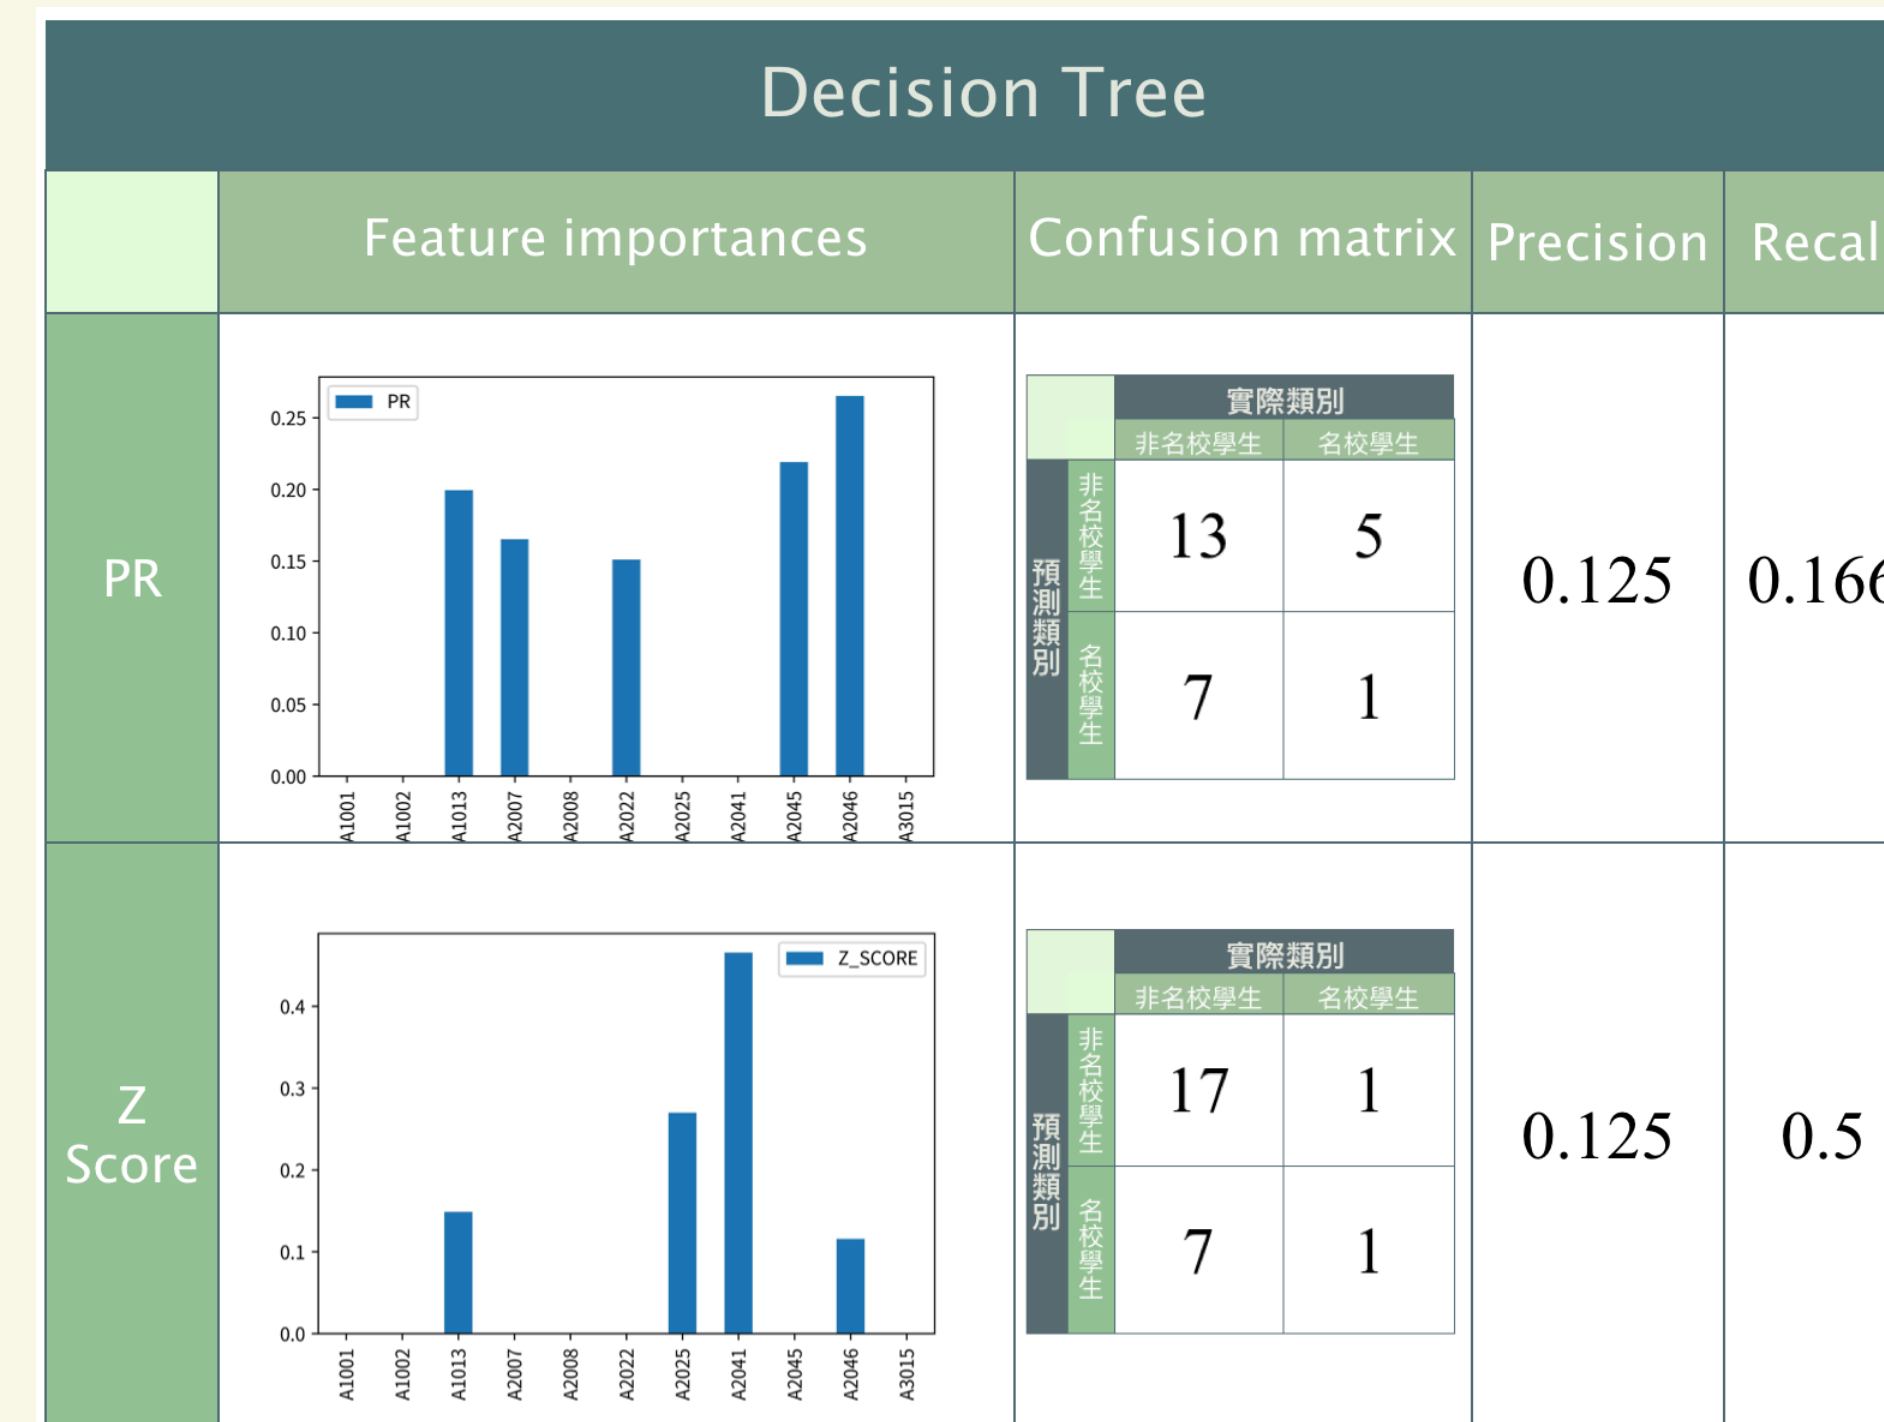 Decision Tree
Feature importances
Confusion matrix
Precision
Recal
PR
PR
0.25
0.20
0.15
0.10
0.05
0.00
A1001
A1002
A1013
A2007
A2008
A2022
A2025
A2041
A2045
A2046
A3015
實際類別
非名校學生
名校學生
預測類別
非名校學生
13
5
名校學生
7
1
0.125
0.166
Z
Score
Z_SCORE
0.4
0.3
0.2
0.1
0.0
A1001
A1002
A1013
A2007
A2008
A2022
A2025
A2041
A2045
A2046
A3015
實際類別
非名校學生
名校學生
預測類別
非名校學生
17
1
名校學生
7
1
0.125
0.5